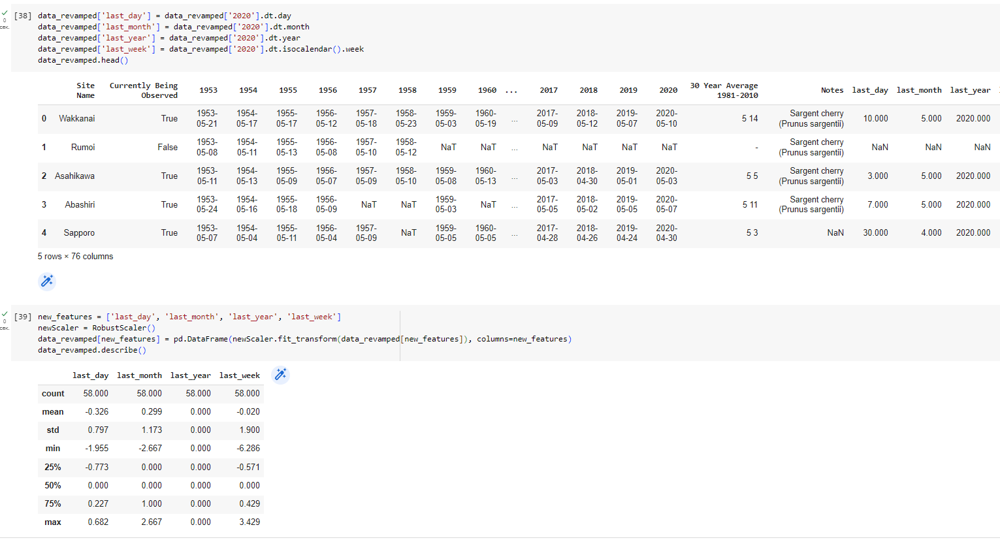 [38] data_revamped['last_day'] = data_revamped['2020'].dt.day
data_revamped['last_month'] = data_revamped['2020'].dt.month
data_revamped['last_year'] = data_revamped['2020'].dt.year
data_revamped['last_week'] = data_revamped['2020'].dt.isocalendar().week
data_revamped.head()
0
сек.
Site Name Currently Being Observed 1953 1954 1955 1956 1957 1958 1959 1960 ... 2017 2018 2019 2020 30 Year Average 1981-2010 Notes last_day last_month last_year
0 Wakkanai True 1953-05-21 1954-05-17 1955-05-17 1956-05-12 1957-05-18 1958-05-23 1959-05-03 1960-05-19 ... 2017-05-09 2018-05-12 2019-05-07 2020-05-10 5 14 Sargent cherry (Prunus sargentii) 10.000 5.000 2020.000
1 Rumoi False 1953-05-08 1954-05-11 1955-05-13 1956-05-08 1957-05-10 1958-05-12 NaT NaT ... NaT NaT NaT NaT - Sargent cherry (Prunus sargentii) NaN NaN NaN
2 Asahikawa True 1953-05-11 1954-05-13 1955-05-09 1956-05-07 1957-05-09 1958-05-10 1959-05-08 1960-05-13 ... 2017-05-03 2018-04-30 2019-05-01 2020-05-03 5 5 Sargent cherry (Prunus sargentii) 3.000 5.000 2020.000
3 Abashiri True 1953-05-24 1954-05-16 1955-05-18 1956-05-09 NaT NaT 1959-05-03 NaT ... 2017-05-05 2018-05-02 2019-05-05 2020-05-07 5 11 Sargent cherry (Prunus sargentii) 7.000 5.000 2020.000
4 Sapporo True 1953-05-07 1954-05-04 1955-05-11 1956-05-04 1957-05-09 NaT 1959-05-05 1960-05-05 ... 2017-04-28 2018-04-26 2019-04-24 2020-04-30 5 3 NaN 30.000 4.000 2020.000
5 rows × 76 columns
[39] new_features = ['last_day', 'last_month', 'last_year', 'last_week']
newScaler = RobustScaler()
data_revamped[new_features] = pd.DataFrame(newScaler.fit_transform(data_revamped[new_features]), columns=new_features)
data_revamped.describe()
0
сек.
last_day last_month last_year last_week
count 58.000 58.000 58.000 58.000
mean -0.326 0.299 0.000 -0.020
std 0.797 1.173 0.000 1.900
min -1.955 -2.667 0.000 -6.286
25% -0.773 0.000 0.000 -0.571
50% 0.000 0.000 0.000 0.000
75% 0.227 1.000 0.000 0.429
max 0.682 2.667 0.000 3.429